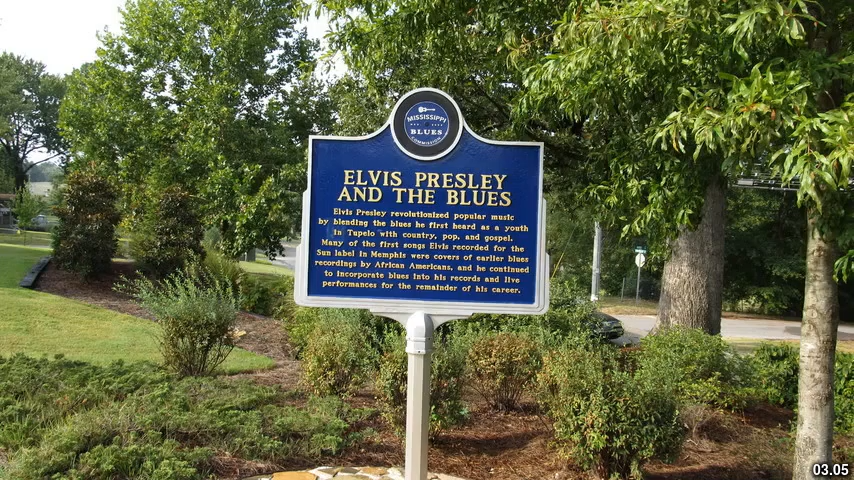 MISSISSIPPI
BLUES
COMMISSION
ELVIS PRESLEY
AND THE BLUES
Elvis Presley revolutionized popular music
by blending the blues he first heard as a youth
in Tupelo with country, pop, and gospel.
Many of the first songs Elvis recorded for the
Sun label in Memphis were covers of earlier blues
recordings by African Americans, and he continued
to incorporate blues into his records and live
performances for the remainder of his career.
03.05